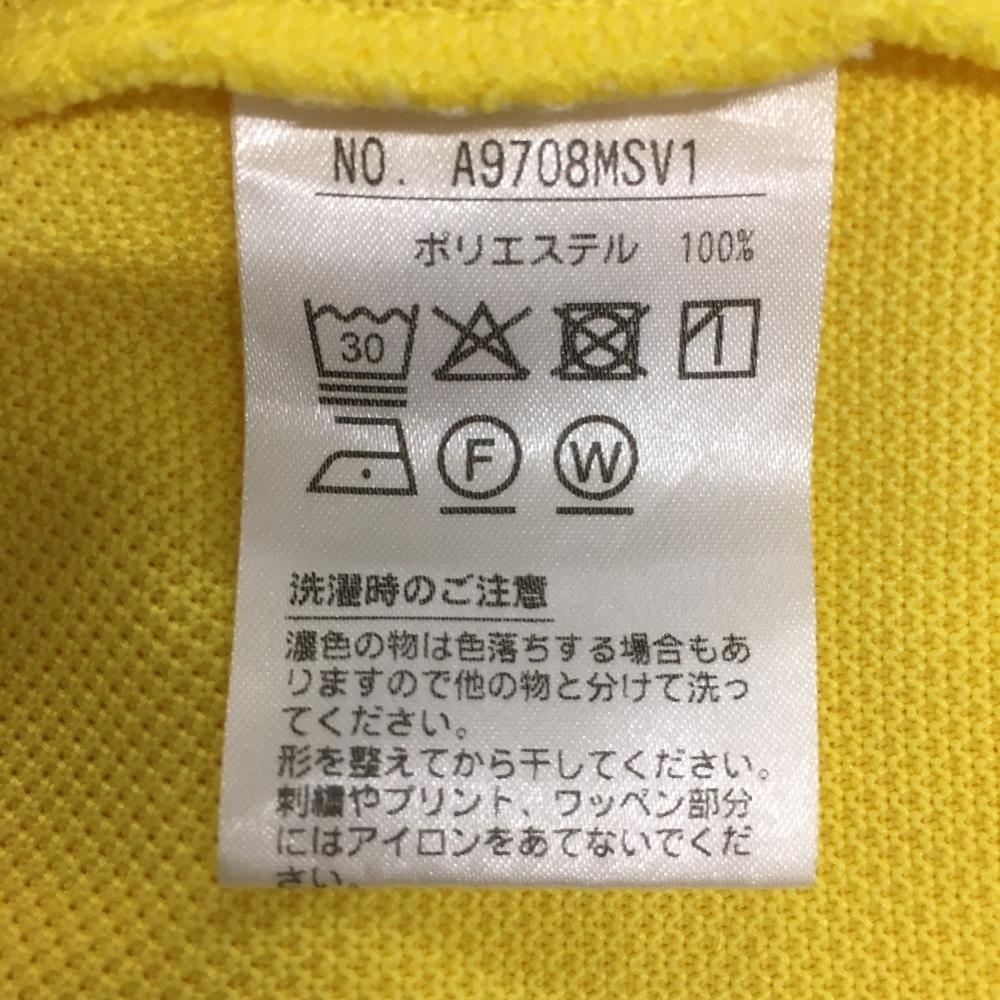 NO. A9708MSV1
ポリエステル 100%
30
F W
洗濯時のご注意
濃色の物は色落ちする場合もあ
りますので他の物と分けて洗っ
てください。
形を整えてから干してください。
刺繍やプリント、ワッペン部分
にはアイロンをあてないでくだ
さい。